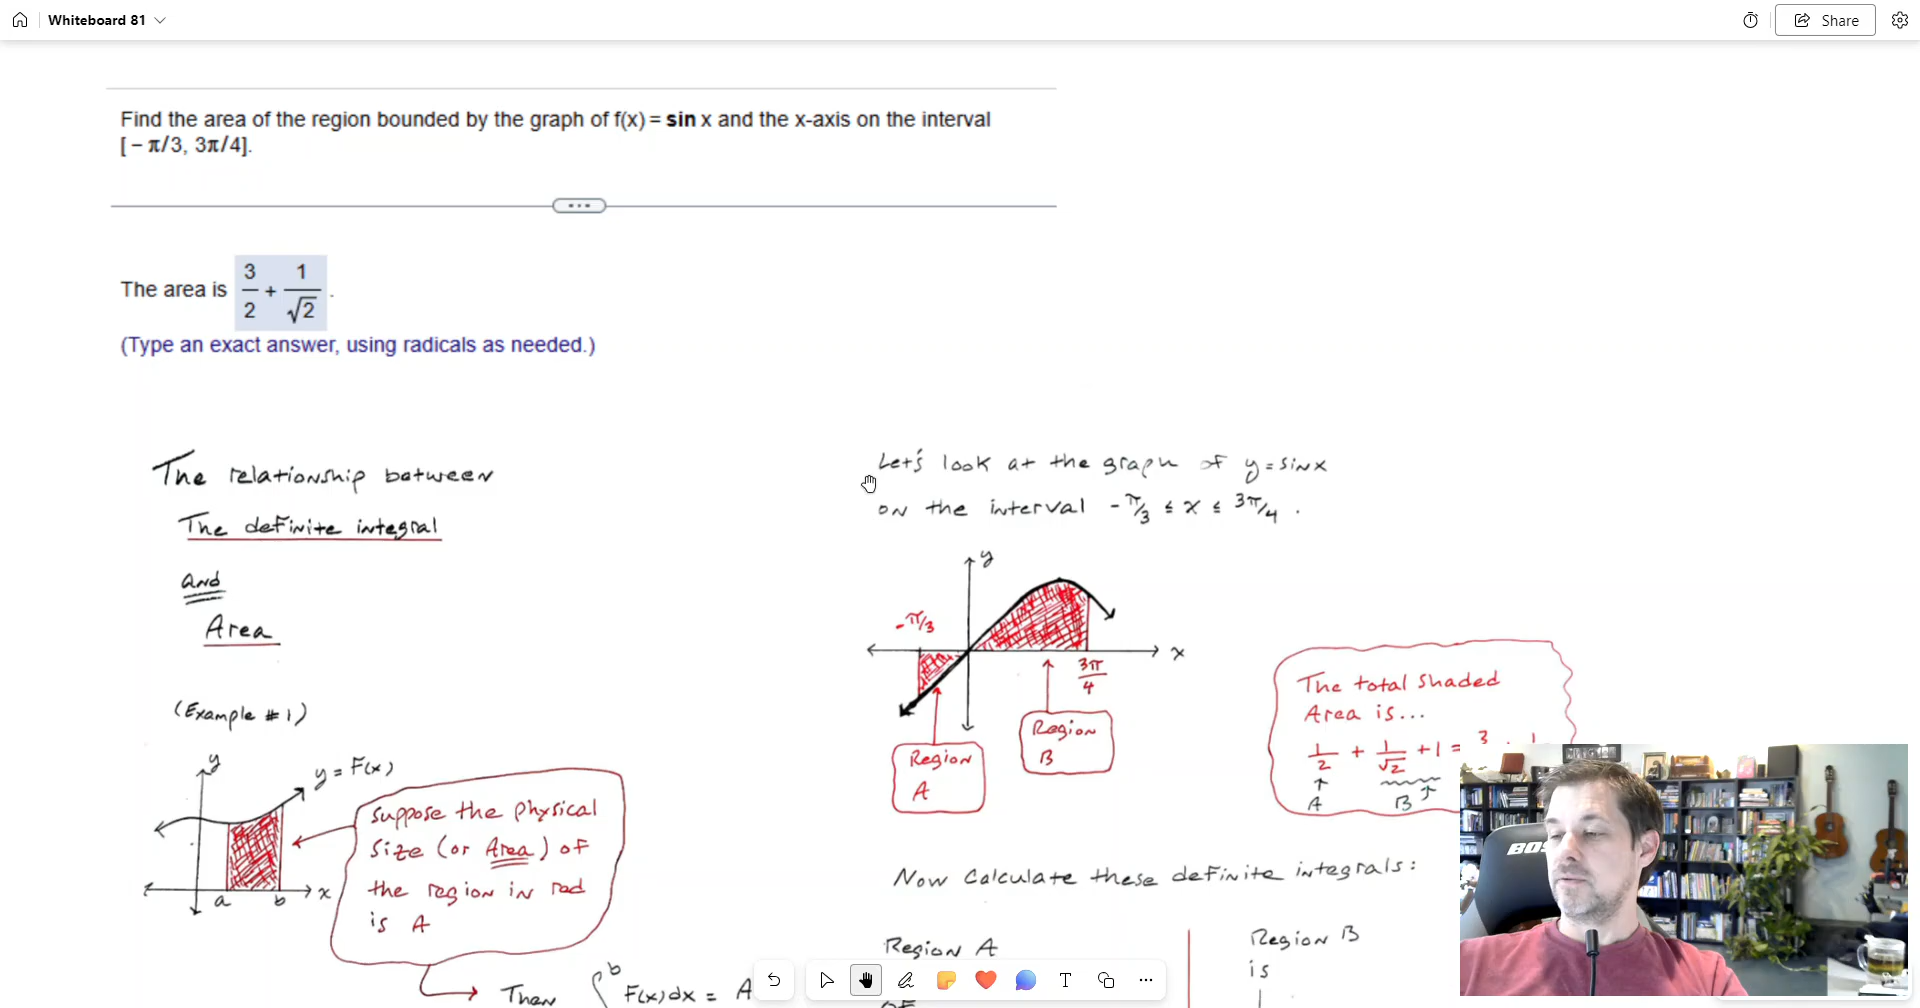 Whiteboard 81
Share
Find the area of the region bounded by the graph of f(x) = sin x and the x-axis on the interval
[ − π/3, 3π/4].
The area is 3/2 + 1/√2 .
(Type an exact answer, using radicals as needed.)
The relationship between
The definite integral
and
Area
(Example #1)
y
y = F(x)
a b x
Suppose the physical
size (or Area) of
the region in red
is A
Then ∫ b F(x)dx = A
Let's look at the graph of y = sin x
on the interval -π/3 ≤ x ≤ 3π/4 .
y
-π/3
x
3π/4
Region
A
Region
B
The total shaded
Area is...
1/2 + 1/√2 + 1 = 3
A B
Now calculate these definite integrals:
Region A
Region B
is
OF
T
BOS